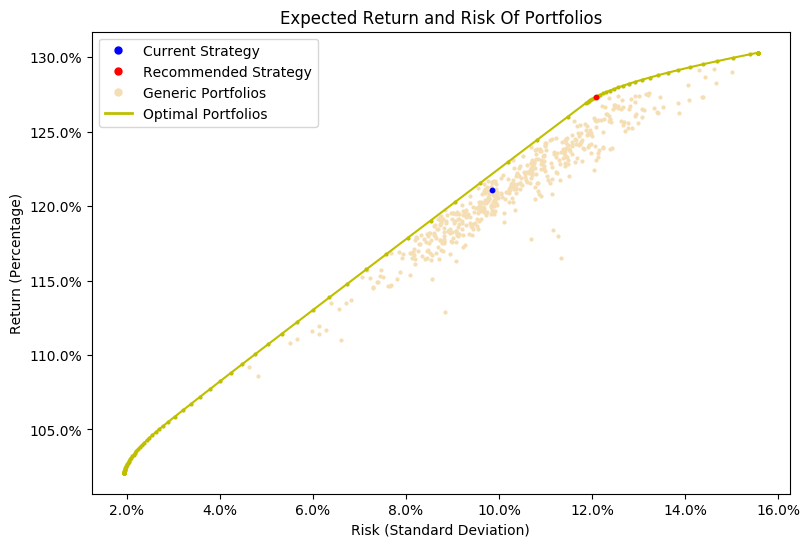 Expected Return and Risk Of Portfolios
Current Strategy
Recommended Strategy
Generic Portfolios
Optimal Portfolios
130.0%
125.0%
120.0%
115.0%
110.0%
105.0%
Return (Percentage)
2.0% 4.0% 6.0% 8.0% 10.0% 12.0% 14.0% 16.0%
Risk (Standard Deviation)